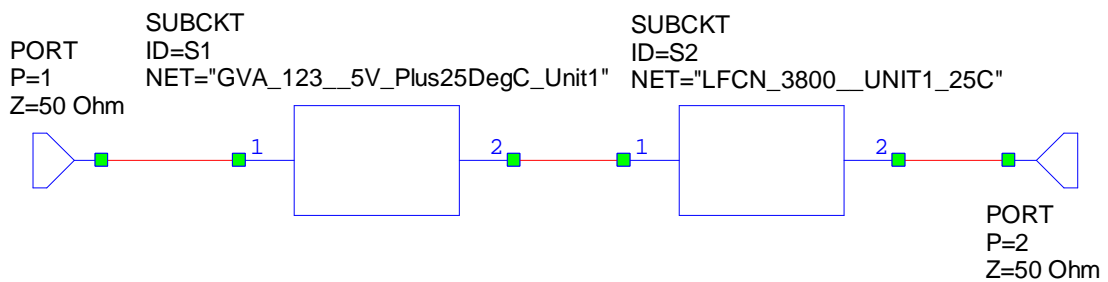 PORT
P=1
Z=50 Ohm
SUBCKT
ID=S1
NET="GVA_123__5V_Plus25DegC_Unit1"
SUBCKT
ID=S2
NET="LFCN_3800__UNIT1_25C"
1
2
1
2
PORT
P=2
Z=50 Ohm